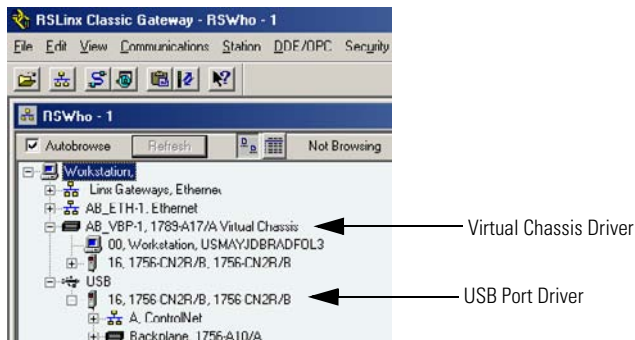 RSLinx Classic Gateway - RSWho - 1
File Edit View Communications Station DDE/OPC Security
RSWho - 1
Autobrowse Refresh Not Browsing
Workstation,
Linx Gateways, Ethernet
AB_ETH-1, Ethernet
AB_VBP-1, 1789-A17/A Virtual Chassis
Virtual Chassis Driver
00, Workstation, USMAYJDBRADFOL3
16, 1756-CN2R/B, 1756-CN2R/B
USB
16, 1756 CN2R/B, 1756 CN2R/B
USB Port Driver
A, ControlNet
Backplane, 1756-A10/A